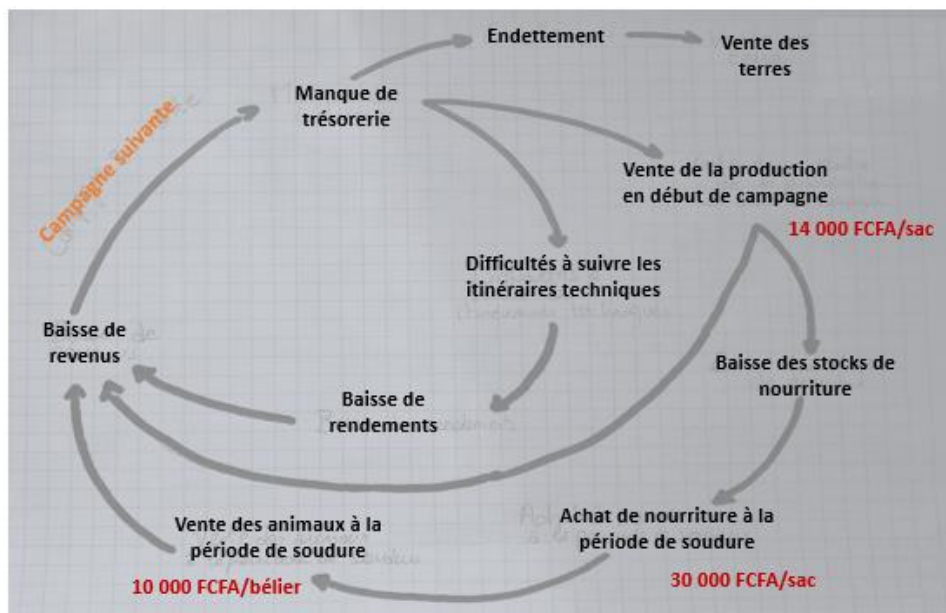 Endettement
Vente des
terres
Manque de
trésorerie
Campagne suivante
Vente de la production
en début de campagne
14 000 FCFA/sac
Difficultés à suivre les
itinéraires techniques
Baisse de
revenus
Baisse des stocks de
nourriture
Baisse de
rendements
Achat de nourriture à la
période de soudure
30 000 FCFA/sac
Vente des animaux à la
période de soudure
10 000 FCFA/bélier